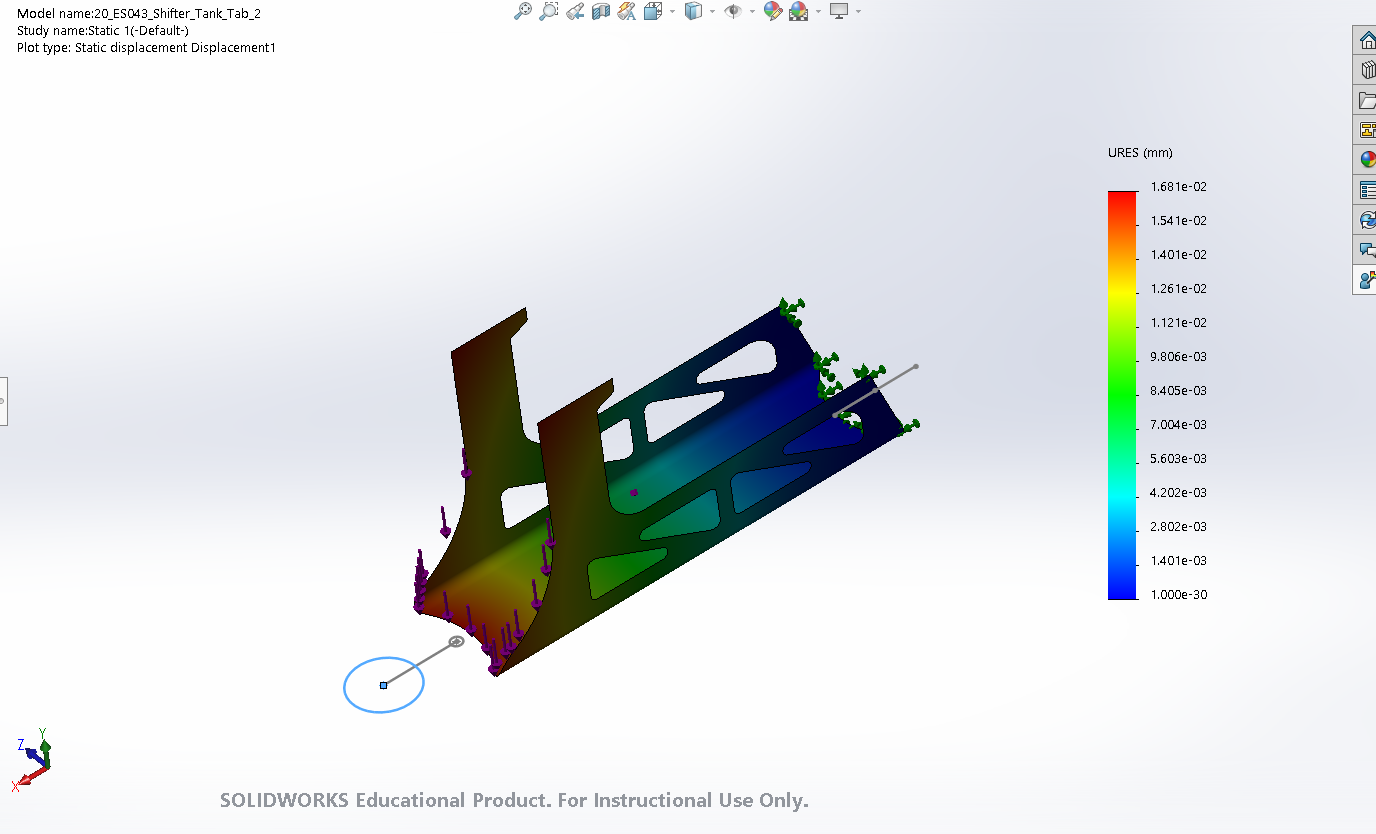 Model name:20_ES043_Shifter_Tank_Tab_2
Study name:Static 1(-Default-)
Plot type: Static displacement Displacement1
URES (mm)
1.681e-02
1.541e-02
1.401e-02
1.261e-02
1.121e-02
9.806e-03
8.405e-03
7.004e-03
5.603e-03
4.202e-03
2.802e-03
1.401e-03
1.000e-30
Y
Z
X
SOLIDWORKS Educational Product. For Instructional Use Only.